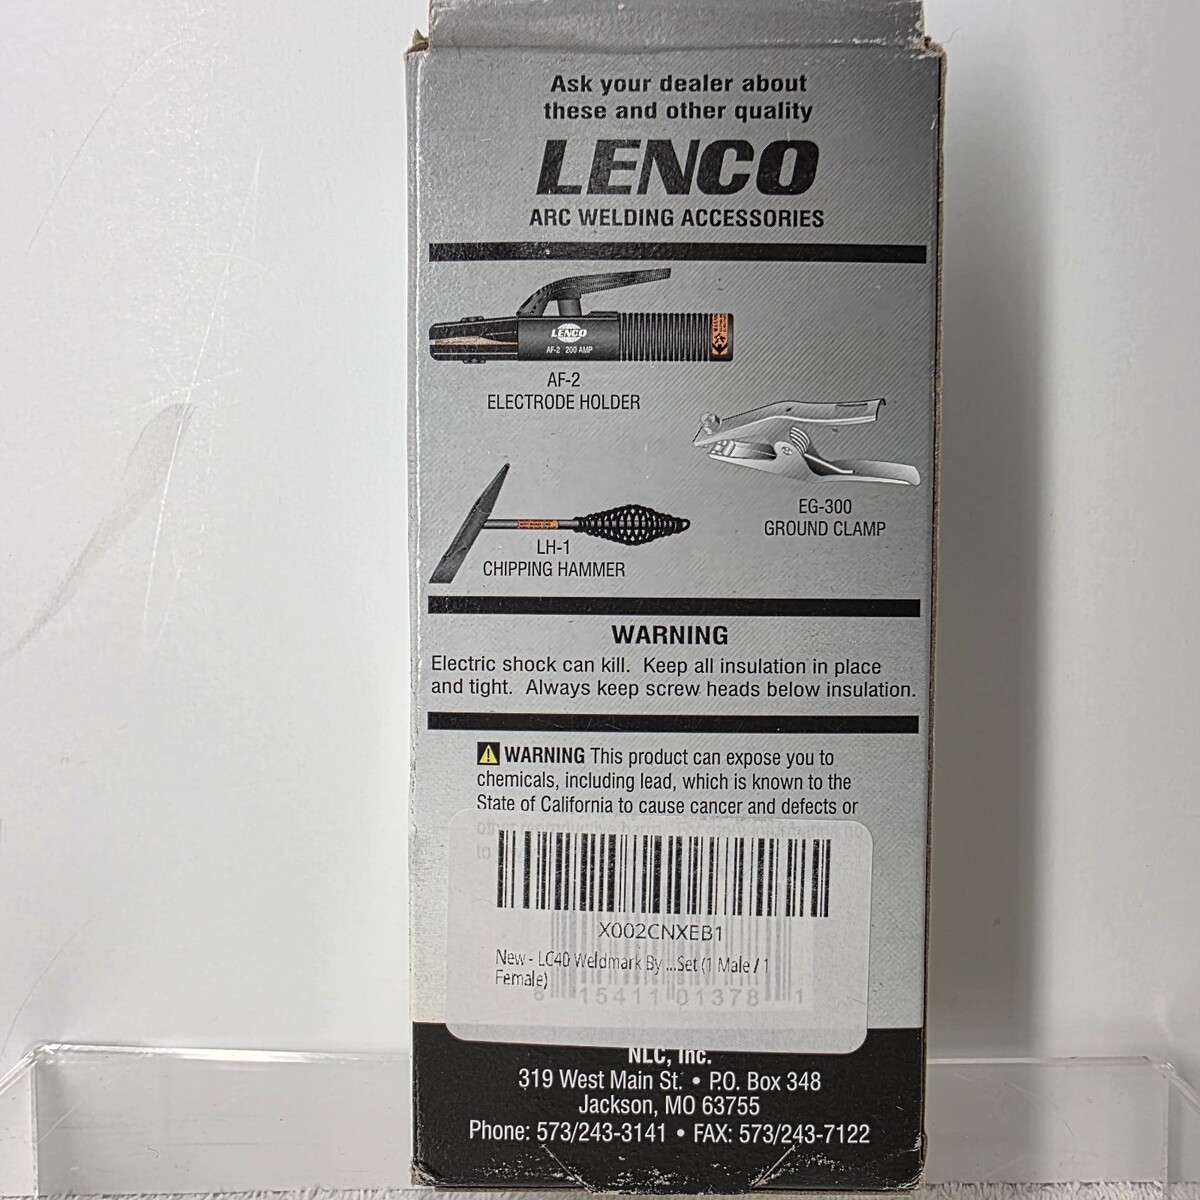 Ask your dealer about
these and other quality
LENCO
ARC WELDING ACCESSORIES
LENCO
AF-2 200 AMP
AF-2
ELECTRODE HOLDER
EG-300
GROUND CLAMP
LH-1
CHIPPING HAMMER
WARNING
Electric shock can kill. Keep all insulation in place
and tight. Always keep screw heads below insulation.
WARNING This product can expose you to
chemicals, including lead, which is known to the
State of California to cause cancer and defects or
X002CNXEB1
New - LC40 Weldmark By ...Set (1 Male / 1
Female)
8 15411 01378 1
NLC, Inc.
319 West Main St. • P.O. Box 348
Jackson, MO 63755
Phone: 573/243-3141 • FAX: 573/243-7122